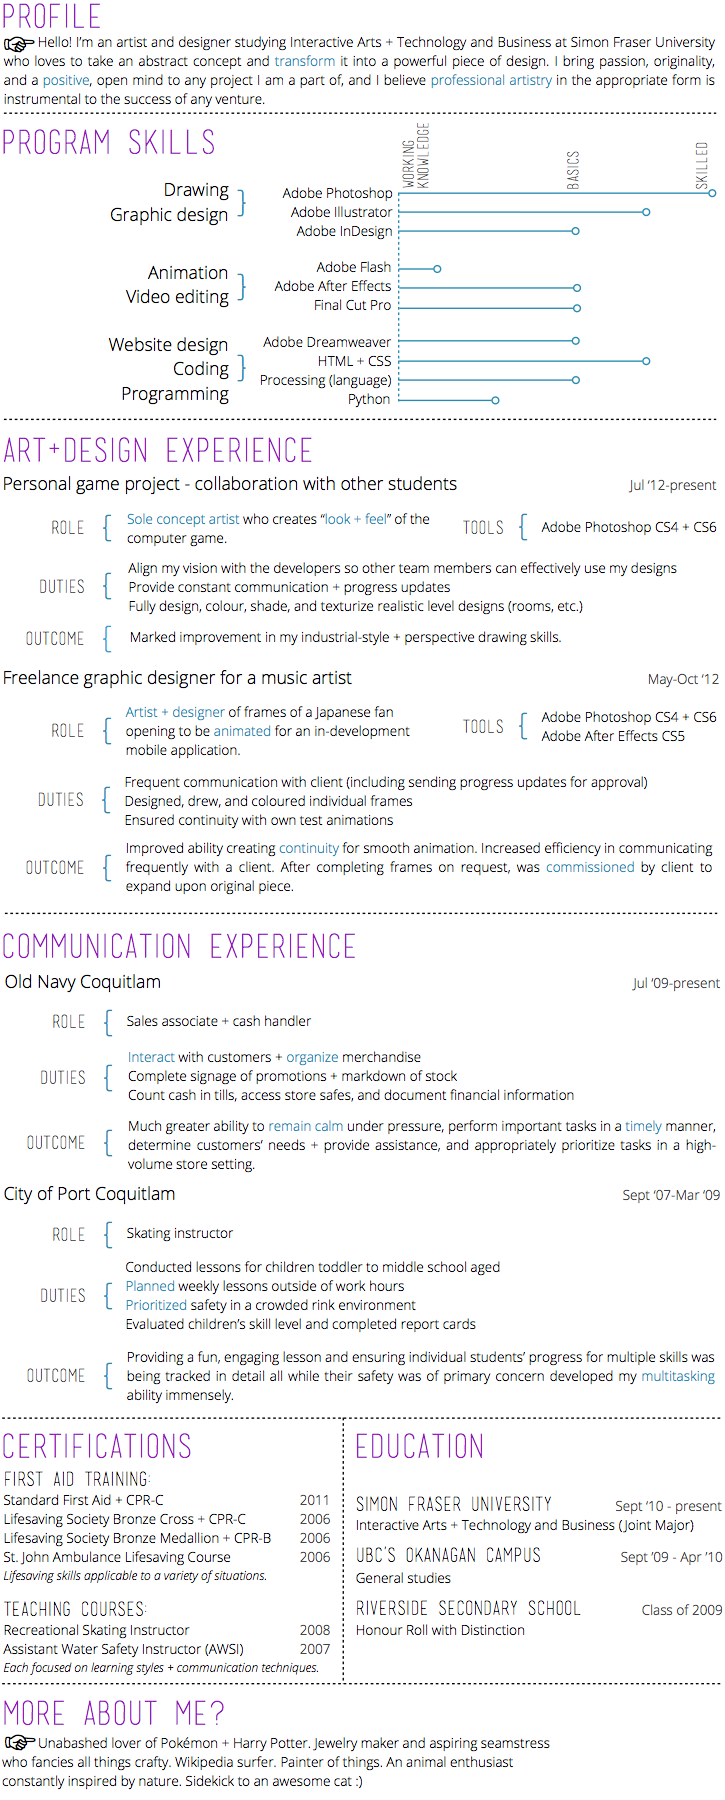 PROFILE
Hello! I'm an artist and designer studying Interactive Arts + Technology and Business at Simon Fraser University
who loves to take an abstract concept and transform it into a powerful piece of design. I bring passion, originality,
and a positive, open mind to any project I am a part of, and I believe professional artistry in the appropriate form is
instrumental to the success of any venture.
PROGRAM SKILLS
WORKING
KNOWLEDGE
BASICS
SKILLED
Drawing
Graphic design
Adobe Photoshop
Adobe Illustrator
Adobe InDesign
Animation
Video editing
Adobe Flash
Adobe After Effects
Final Cut Pro
Website design
Coding
Programming
Adobe Dreamweaver
HTML + CSS
Processing (language)
Python
ART+DESIGN EXPERIENCE
Personal game project - collaboration with other students Jul '12-present
ROLE
Sole concept artist who creates "look + feel" of the
computer game.
TOOLS
Adobe Photoshop CS4 + CS6
DUTIES
Align my vision with the developers so other team members can effectively use my designs
Provide constant communication + progress updates
Fully design, colour, shade, and texturize realistic level designs (rooms, etc.)
OUTCOME
Marked improvement in my industrial-style + perspective drawing skills.
Freelance graphic designer for a music artist May-Oct '12
ROLE
Artist + designer of frames of a Japanese fan
opening to be animated for an in-development
mobile application.
TOOLS
Adobe Photoshop CS4 + CS6
Adobe After Effects CS5
DUTIES
Frequent communication with client (including sending progress updates for approval)
Designed, drew, and coloured individual frames
Ensured continuity with own test animations
OUTCOME
Improved ability creating continuity for smooth animation. Increased efficiency in communicating
frequently with a client. After completing frames on request, was commissioned by client to
expand upon original piece.
COMMUNICATION EXPERIENCE
Old Navy Coquitlam Jul '09-present
ROLE
Sales associate + cash handler
DUTIES
Interact with customers + organize merchandise
Complete signage of promotions + markdown of stock
Count cash in tills, access store safes, and document financial information
OUTCOME
Much greater ability to remain calm under pressure, perform important tasks in a timely manner,
determine customers' needs + provide assistance, and appropriately prioritize tasks in a high-
volume store setting.
City of Port Coquitlam Sept '07-Mar '09
ROLE
Skating instructor
DUTIES
Conducted lessons for children toddler to middle school aged
Planned weekly lessons outside of work hours
Prioritized safety in a crowded rink environment
Evaluated children's skill level and completed report cards
OUTCOME
Providing a fun, engaging lesson and ensuring individual students' progress for multiple skills was
being tracked in detail all while their safety was of primary concern developed my multitasking
ability immensely.
CERTIFICATIONS
FIRST AID TRAINING:
Standard First Aid + CPR-C 2011
Lifesaving Society Bronze Cross + CPR-C 2006
Lifesaving Society Bronze Medallion + CPR-B 2006
St. John Ambulance Lifesaving Course 2006
Lifesaving skills applicable to a variety of situations.
TEACHING COURSES:
Recreational Skating Instructor 2008
Assistant Water Safety Instructor (AWSI) 2007
Each focused on learning styles + communication techniques.
EDUCATION
SIMON FRASER UNIVERSITY Sept '10 - present
Interactive Arts + Technology and Business (Joint Major)
UBC'S OKANAGAN CAMPUS Sept '09 - Apr '10
General studies
RIVERSIDE SECONDARY SCHOOL Class of 2009
Honour Roll with Distinction
MORE ABOUT ME?
Unabashed lover of Pokémon + Harry Potter. Jewelry maker and aspiring seamstress
who fancies all things crafty. Wikipedia surfer. Painter of things. An animal enthusiast
constantly inspired by nature. Sidekick to an awesome cat :)